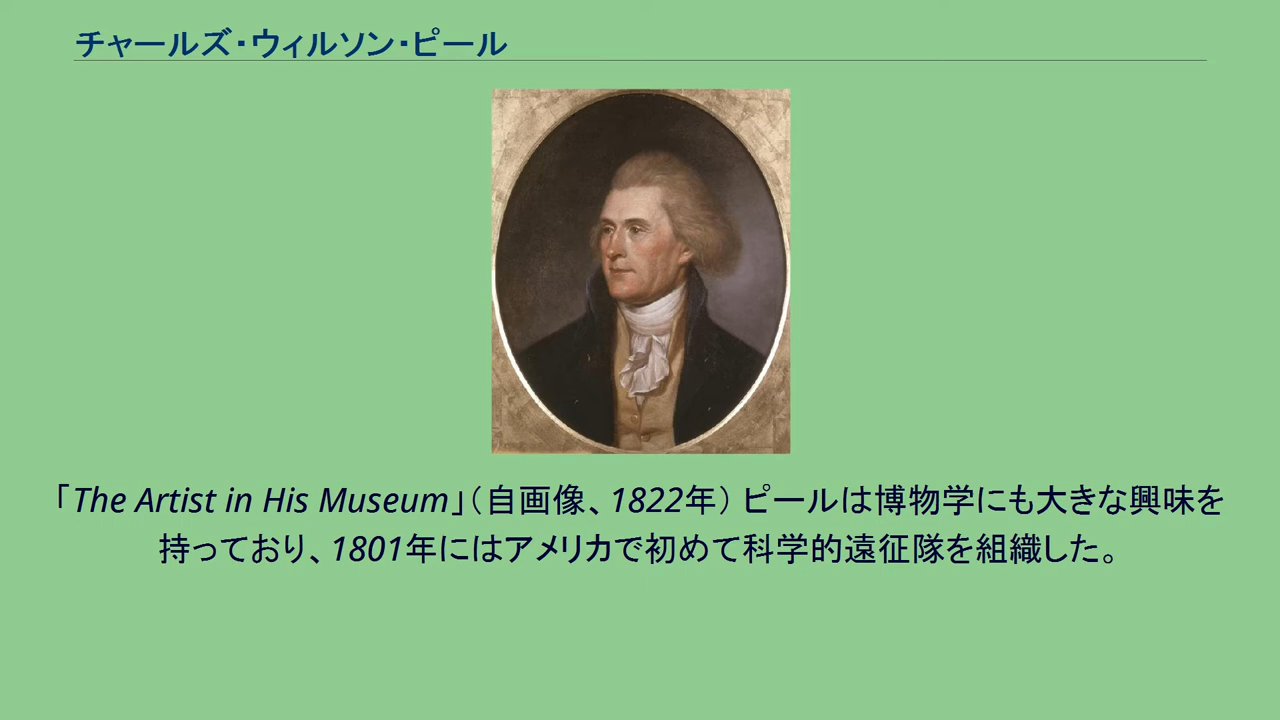 チャールズ・ウィルソン・ピール
「The Artist in His Museum」（自画像、1822年） ピールは博物学にも大きな興味を
持っており、1801年にはアメリカで初めて科学的遠征隊を組織した。